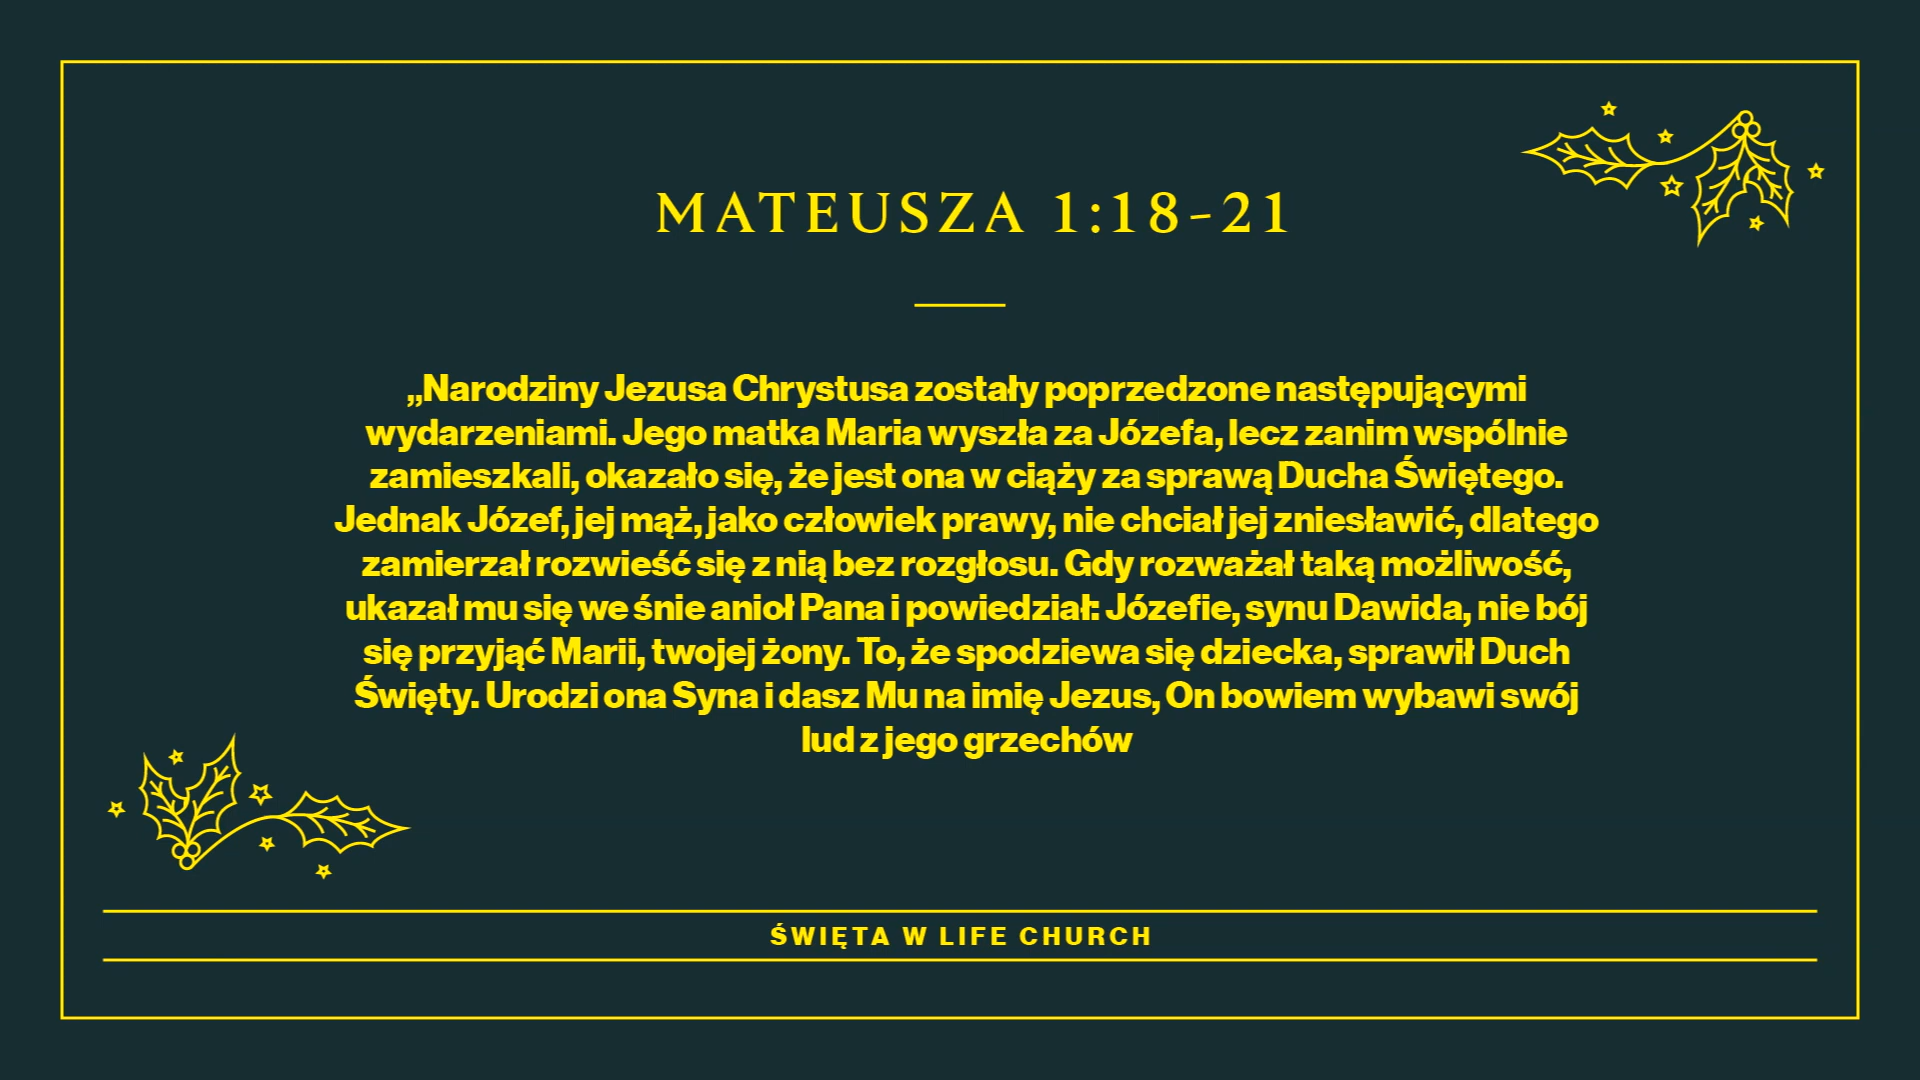 MATEUSZA 1:18-21
„Narodziny Jezusa Chrystusa zostały poprzedzone następującymi
wydarzeniami. Jego matka Maria wyszła za Józefa, lecz zanim wspólnie
zamieszkali, okazało się, że jest ona w ciąży za sprawą Ducha Świętego.
Jednak Józef, jej mąż, jako człowiek prawy, nie chciał jej zniesławić, dlatego
zamierzał rozwieść się z nią bez rozgłosu. Gdy rozważał taką możliwość,
ukazał mu się we śnie anioł Pana i powiedział: Józefie, synu Dawida, nie bój
się przyjąć Marii, twojej żony. To, że spodziewa się dziecka, sprawił Duch
Święty. Urodzi ona Syna i dasz Mu na imię Jezus, On bowiem wybawi swój
lud z jego grzechów
ŚWIĘTA W LIFE CHURCH